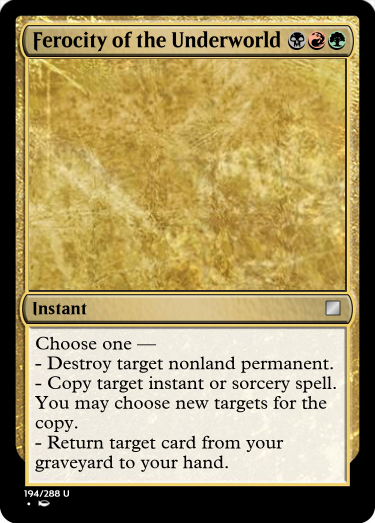 Ferocity of the Underworld
Instant
Choose one —
- Destroy target nonland permanent.
- Copy target instant or sorcery spell.
You may choose new targets for the
copy.
- Return target card from your
graveyard to your hand.
194/288 U